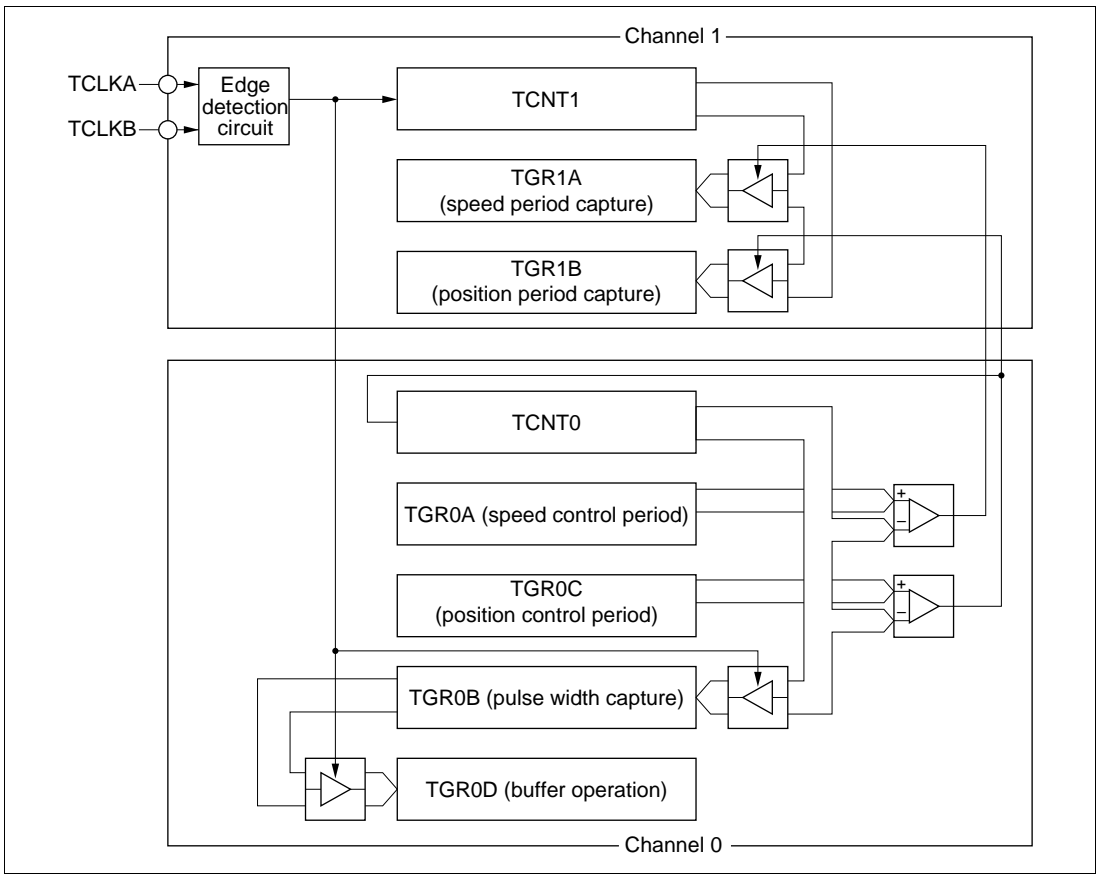 Channel 1
TCLKA
TCLKB
Edge
detection
circuit
TCNT1
TGR1A
(speed period capture)
TGR1B
(position period capture)
TCNT0
TGR0A (speed control period)
+
−
TGR0C
(position control period)
+
−
TGR0B (pulse width capture)
TGR0D (buffer operation)
Channel 0